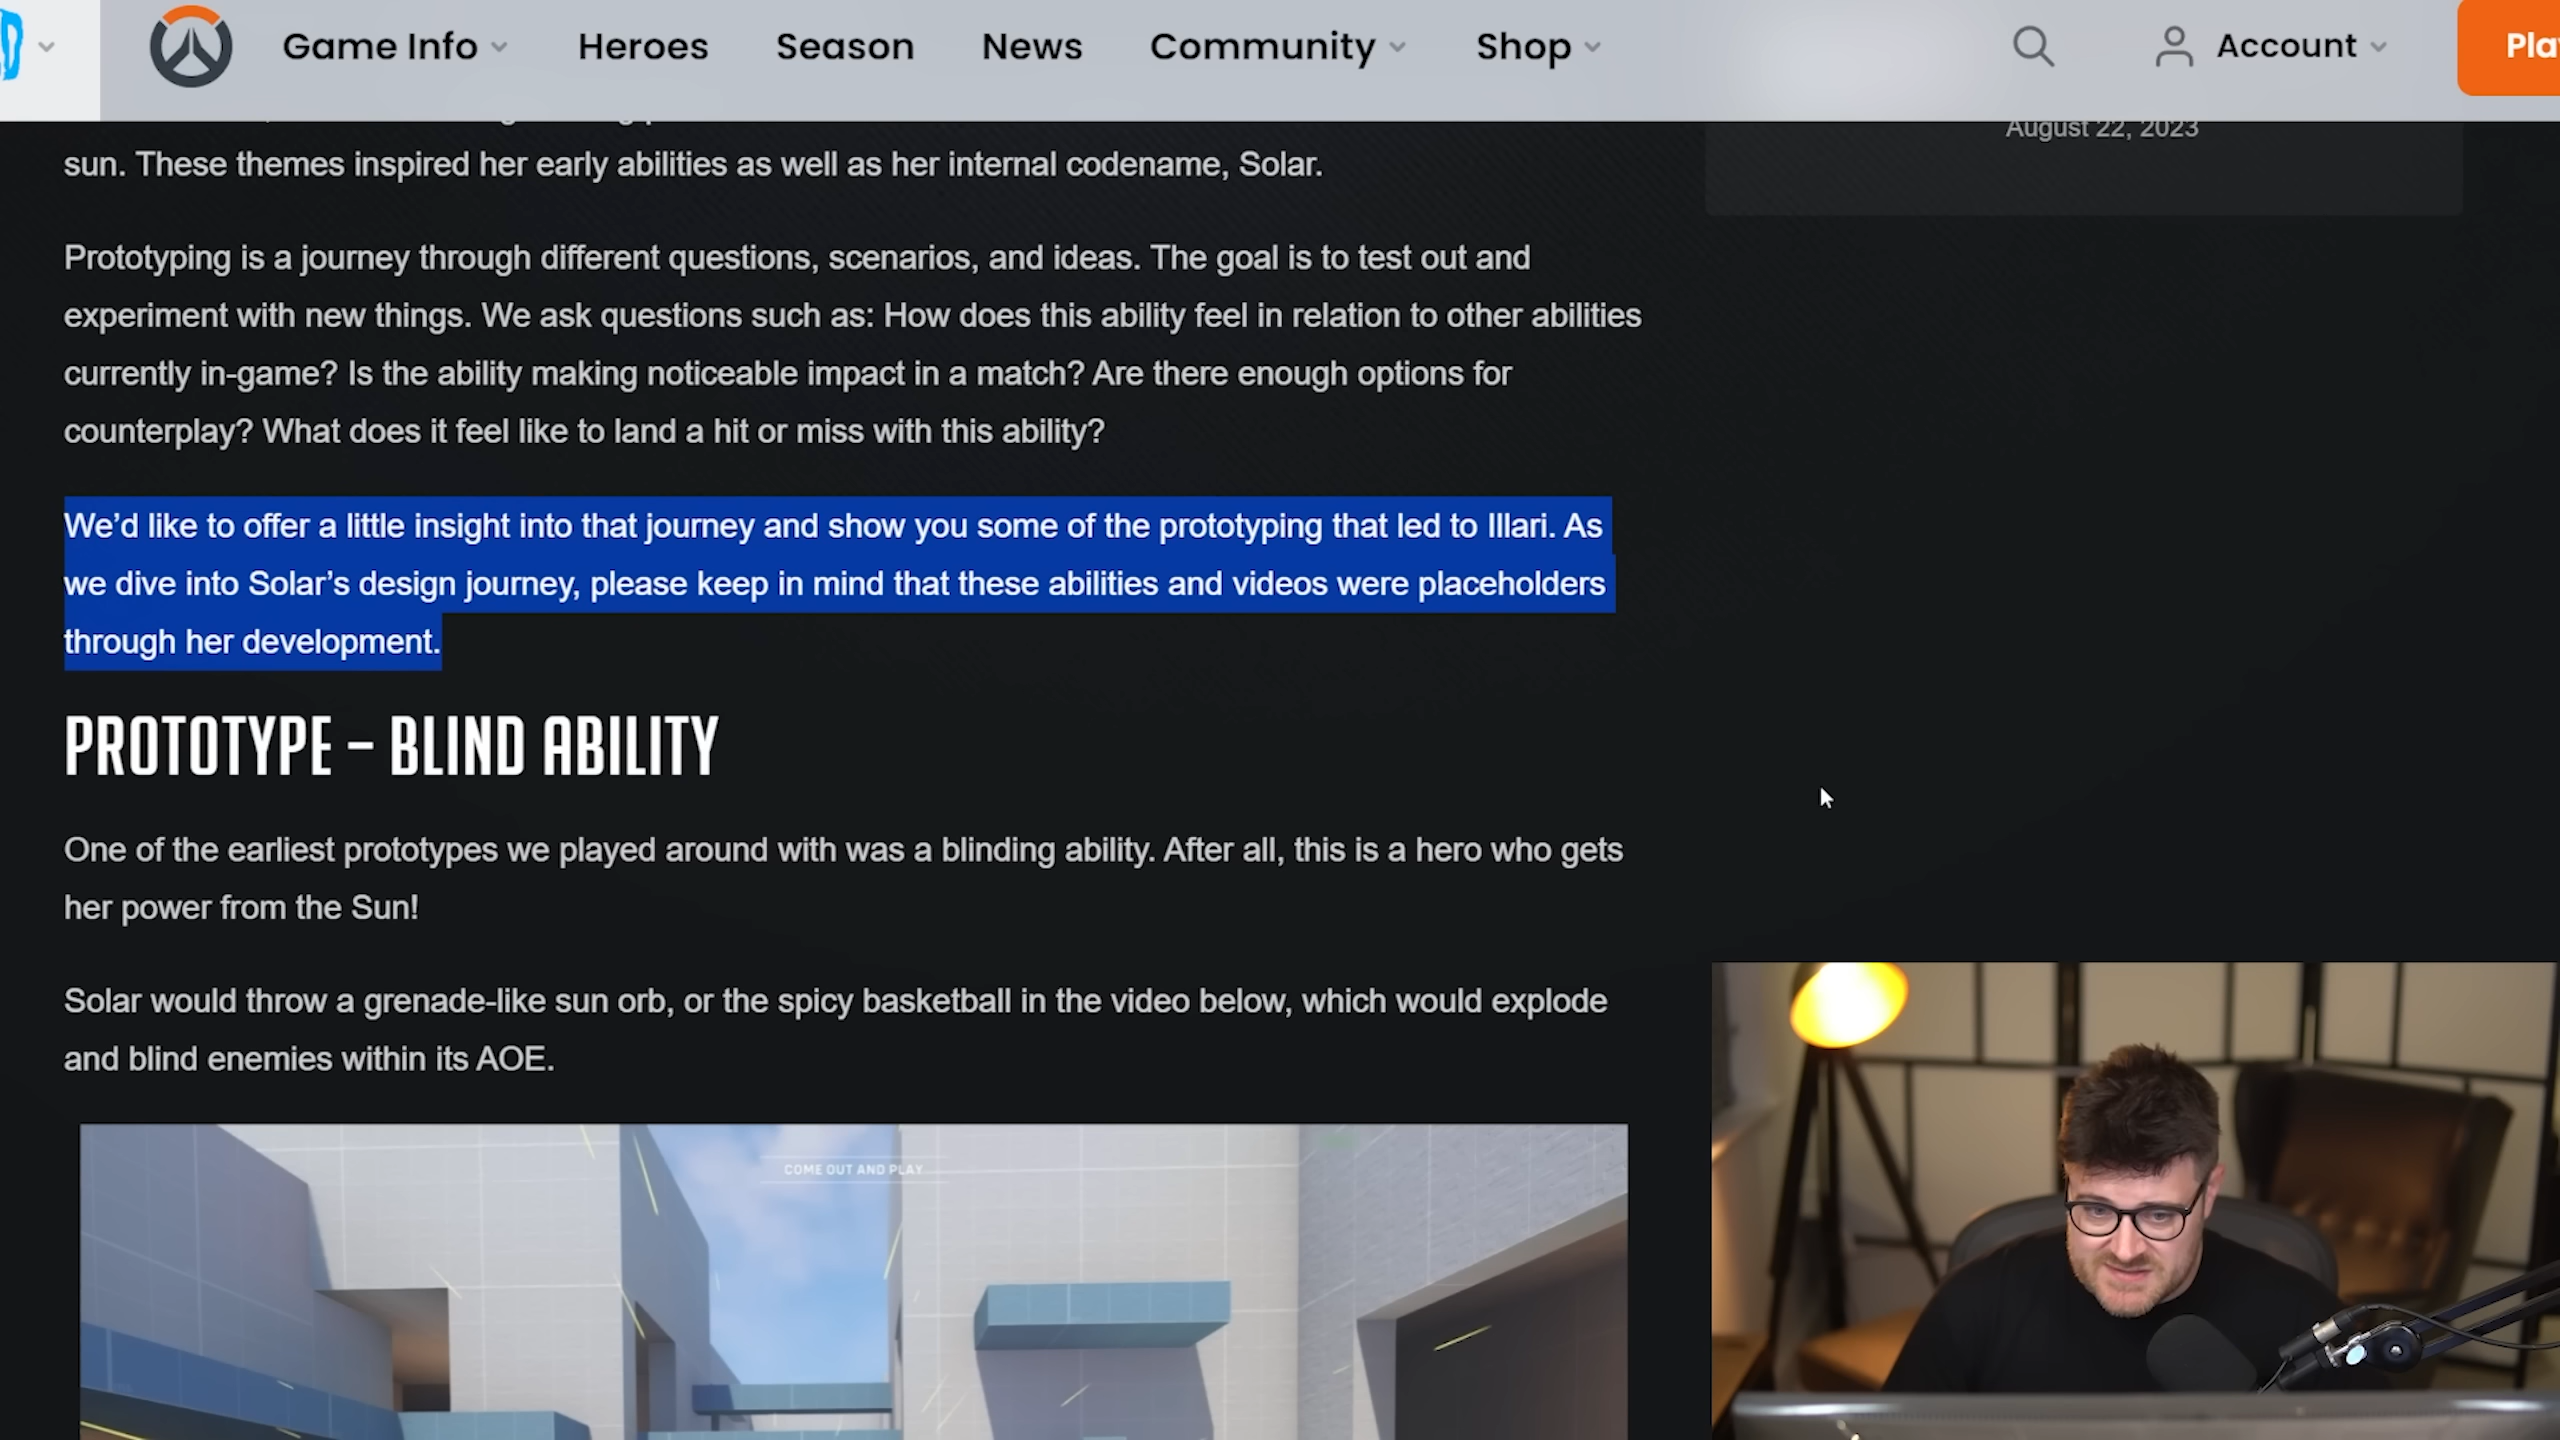 Game Info
Heroes
Season
News
Community
Shop
Account
August 22, 2023
sun. These themes inspired her early abilities as well as her internal codename, Solar.
Prototyping is a journey through different questions, scenarios, and ideas. The goal is to test out and
experiment with new things. We ask questions such as: How does this ability feel in relation to other abilities
currently in-game? Is the ability making noticeable impact in a match? Are there enough options for
counterplay? What does it feel like to land a hit or miss with this ability?
We’d like to offer a little insight into that journey and show you some of the prototyping that led to Illari. As
we dive into Solar’s design journey, please keep in mind that these abilities and videos were placeholders
through her development.
PROTOTYPE – BLIND ABILITY
One of the earliest prototypes we played around with was a blinding ability. After all, this is a hero who gets
her power from the Sun!
Solar would throw a grenade-like sun orb, or the spicy basketball in the video below, which would explode
and blind enemies within its AOE.
COME OUT AND PLAY